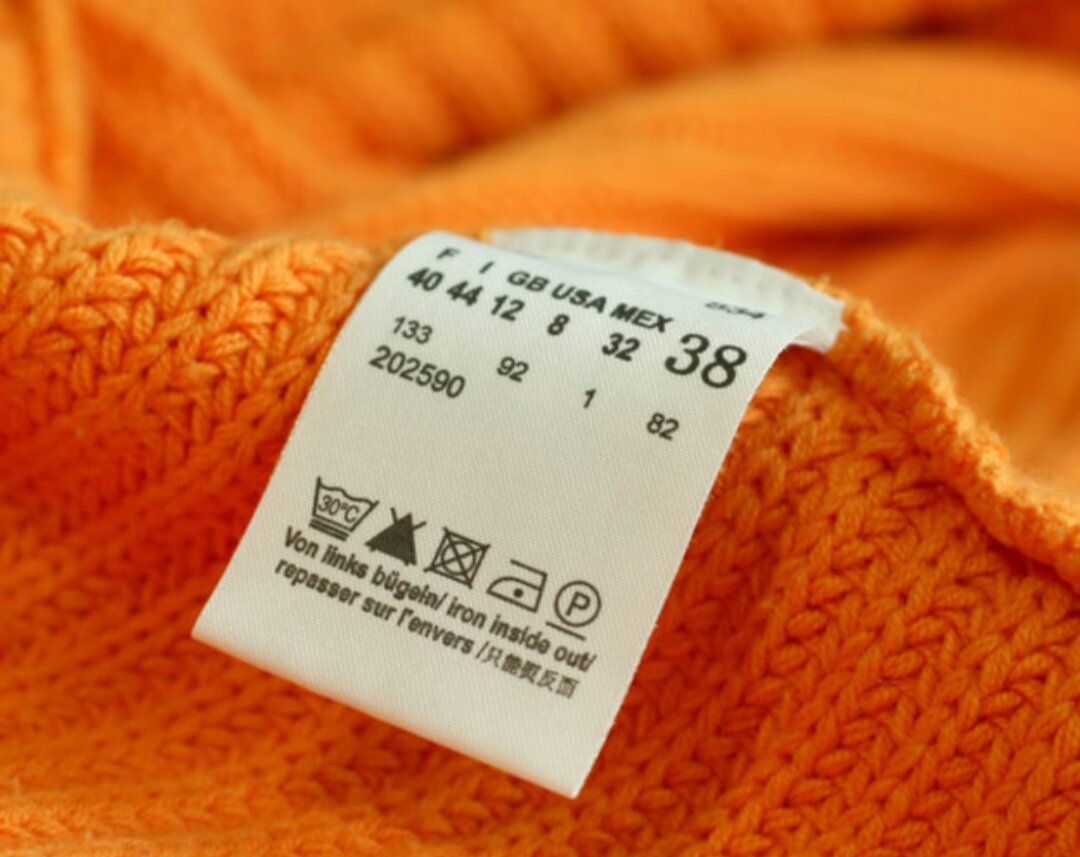 F I GB USA MEX
40 44 12 8 32 38
133 92 1 82
202590
30°C
P
Von links bügeln/ iron inside out/
repasser sur l'envers /只能熨反面